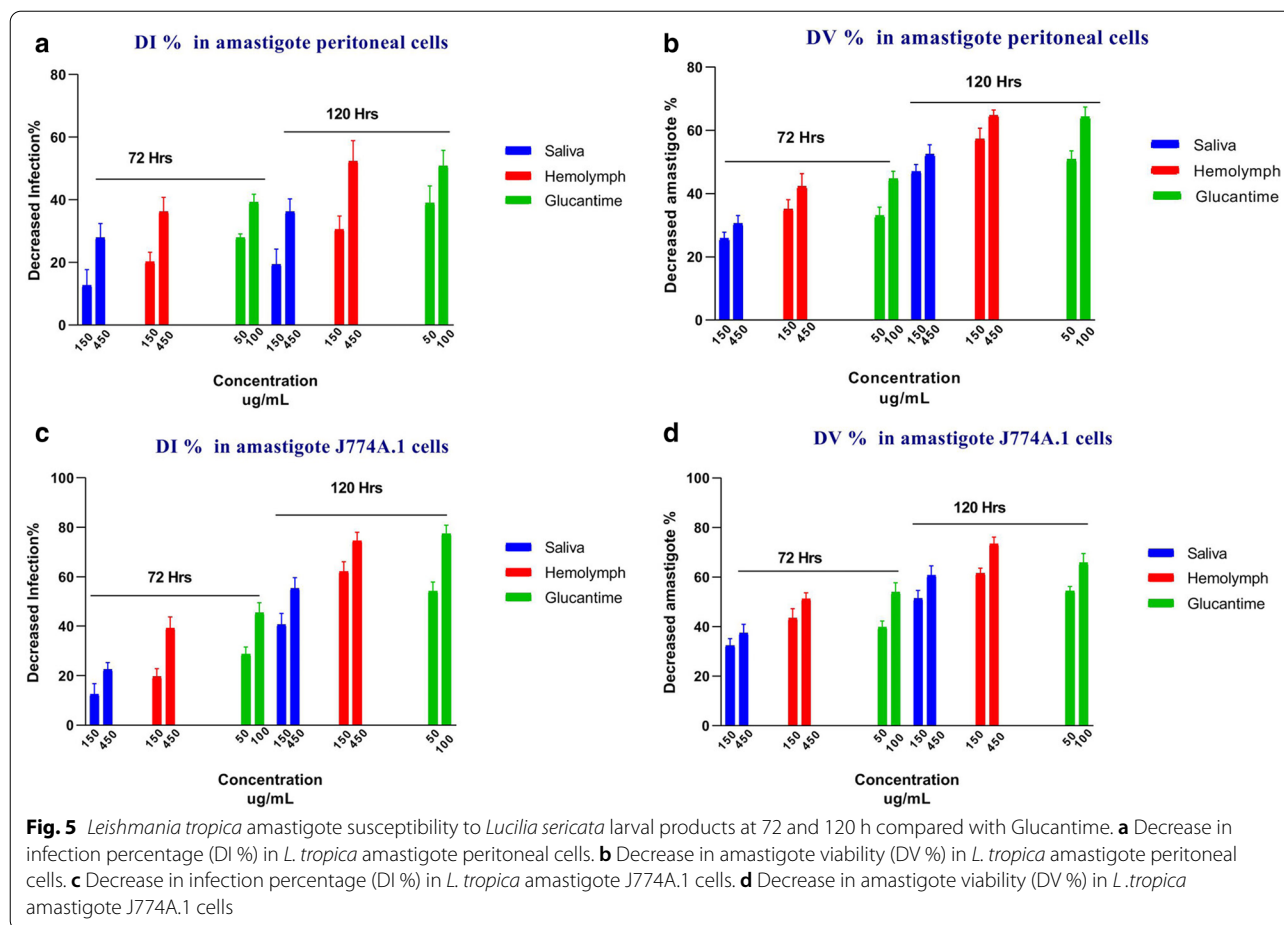 a
DI % in amastigote peritoneal cells
Decreased Infection%
80
60
40
20
0
72 Hrs
120 Hrs
150 450 150 450 50 100 150 450 150 450 50 100
Concentration
ug/mL
Saliva
Hemolymph
Glucantime
b
DV % in amastigote peritoneal cells
Decreased amastigote %
80
60
40
20
0
72 Hrs
120 Hrs
150 450 150 450 50 100 150 450 150 450 50 100
Concentration
ug/mL
Saliva
Hemolymph
Glucantime
c
DI % in amastigote J774A.1 cells
Decreased Infection%
100
80
60
40
20
0
72 Hrs
120 Hrs
150 450 150 450 50 100 150 450 150 450 50 100
Concentration
ug/mL
Saliva
Hemolymph
Glucantime
d
DV % in amastigote J774A.1 cells
Decreased amastigote %
100
80
60
40
20
0
72 Hrs
120 Hrs
150 450 150 450 50 100 150 450 150 450 50 100
Concentration
ug/mL
Saliva
Hemolymph
Glucantime
Fig. 5 Leishmania tropica amastigote susceptibility to Lucilia sericata larval products at 72 and 120 h compared with Glucantime. a Decrease in
infection percentage (DI %) in L. tropica amastigote peritoneal cells. b Decrease in amastigote viability (DV %) in L. tropica amastigote peritoneal
cells. c Decrease in infection percentage (DI %) in L. tropica amastigote J774A.1 cells. d Decrease in amastigote viability (DV %) in L .tropica
amastigote J774A.1 cells